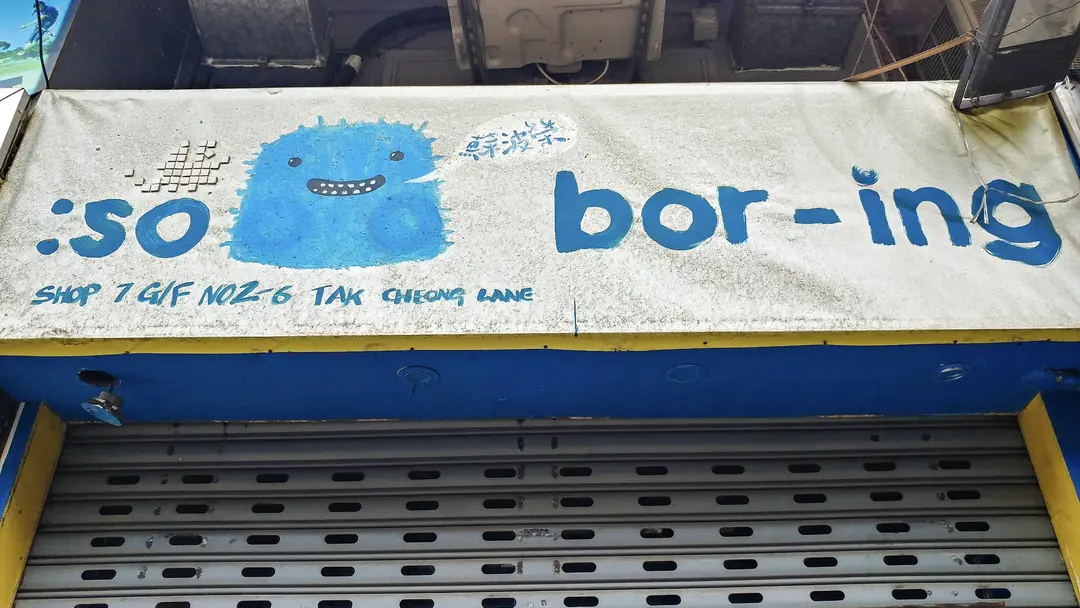 蘇波榮
:so bor-ing
SHOP 7 G/F NO2-6 TAK CHEONG LANE